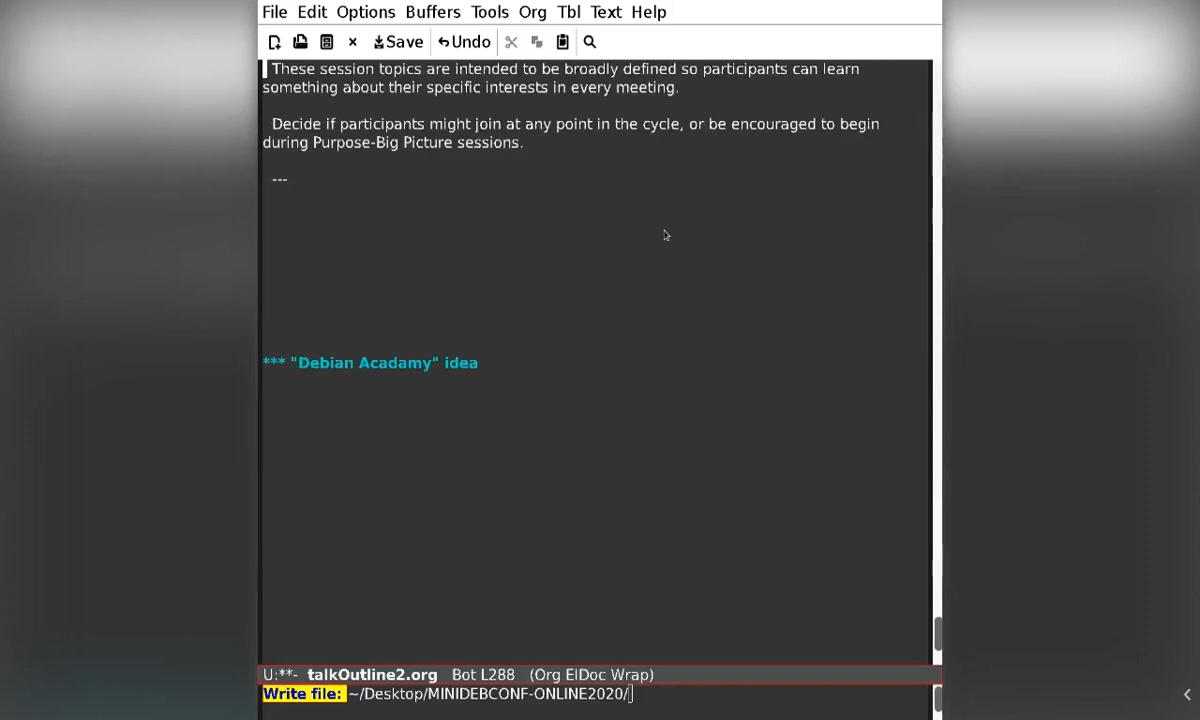 File Edit Options Buffers Tools Org Tbl Text Help
Save Undo
These session topics are intended to be broadly defined so participants can learn
something about their specific interests in every meeting.
Decide if participants might join at any point in the cycle, or be encouraged to begin
during Purpose-Big Picture sessions.
---
*** "Debian Acadamy" idea
U:**- talkOutline2.org Bot L288 (Org ElDoc Wrap)
Write file: ~/Desktop/MINIDEBCONF-ONLINE2020/